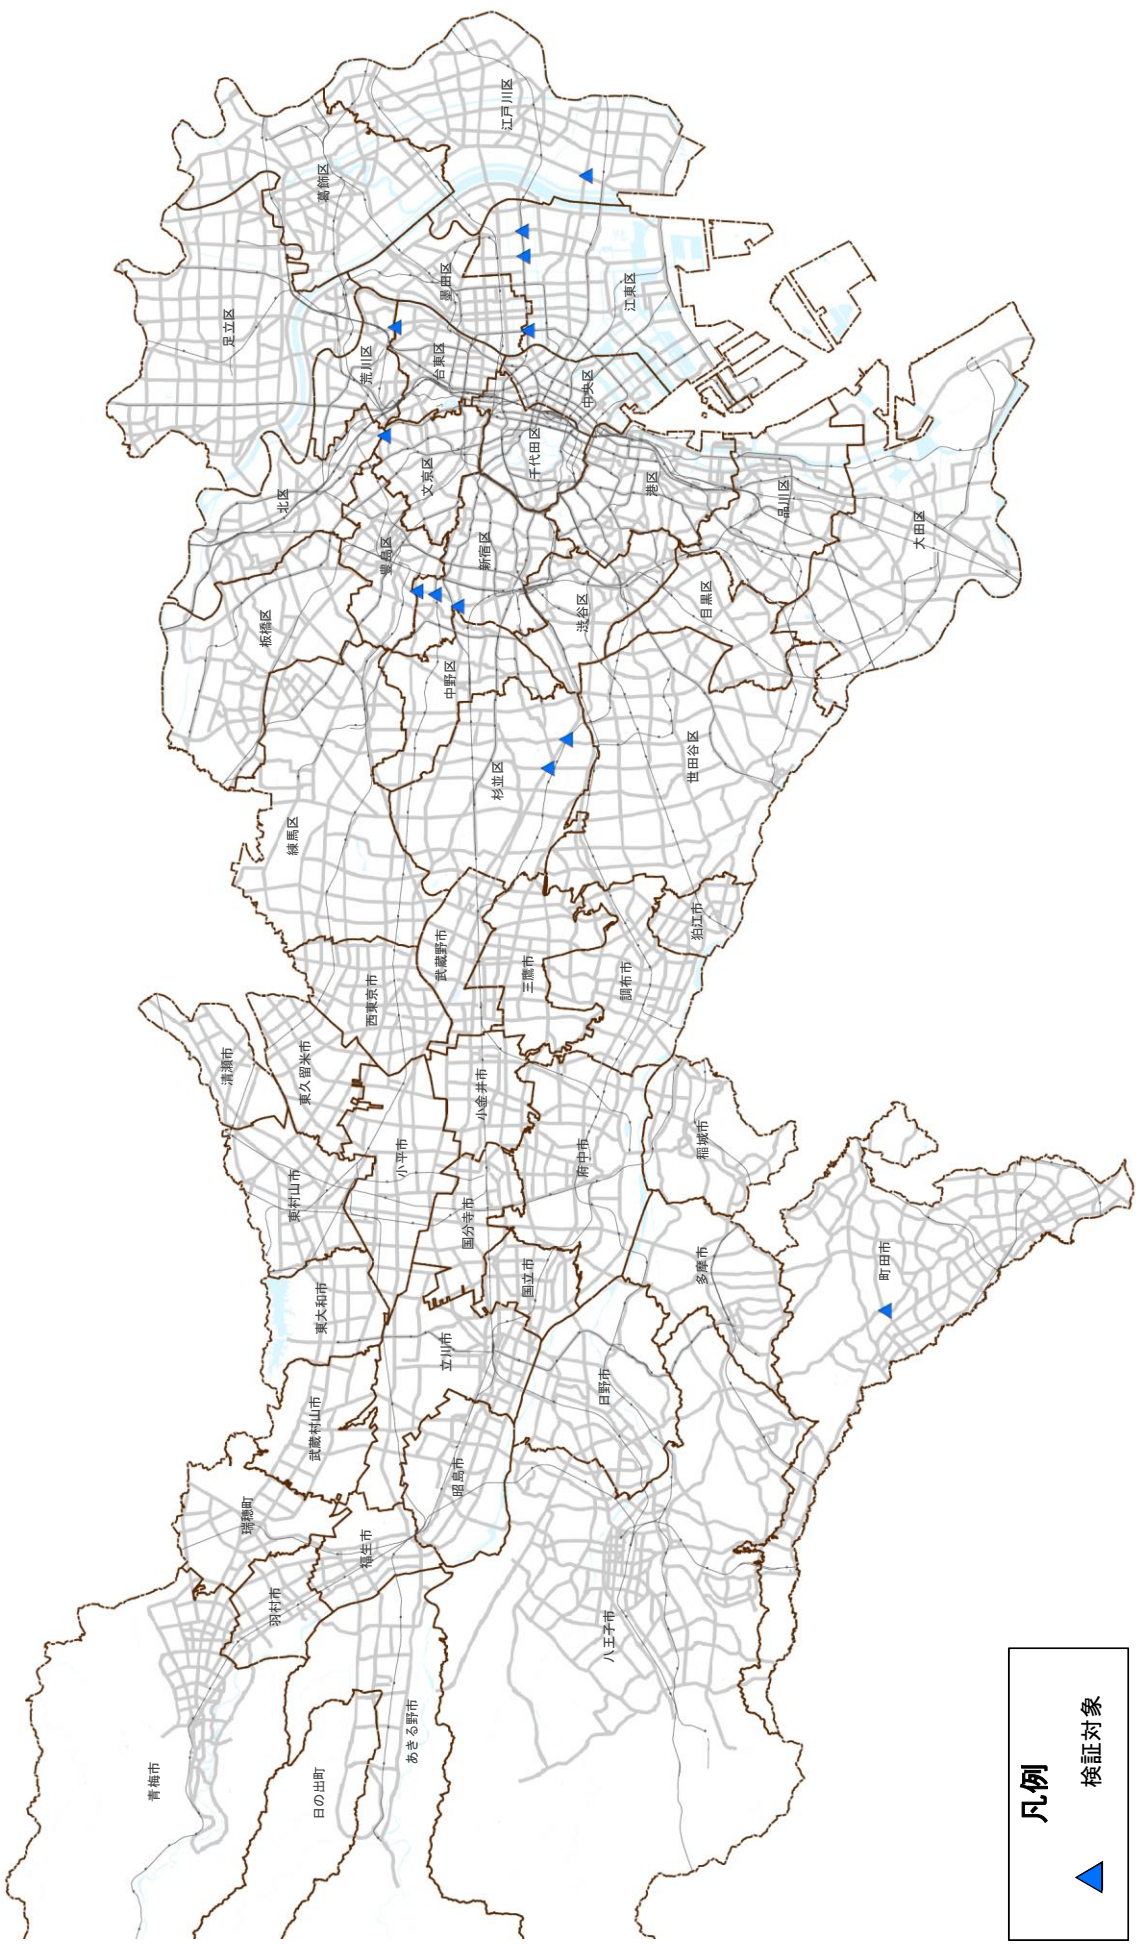 青梅市
日の出町
あきる野市
羽村市
瑞穂町
福生市
八王子市
昭島市
武蔵村山市
日野市
立川市
東大和市
国立市
多摩市
町田市
東村山市
国分寺市
小平市
府中市
稲城市
清瀬市
東久留米市
小金井市
西東京市
武蔵野市
三鷹市
調布市
狛江市
練馬区
杉並区
世田谷区
中野区
板橋区
豊島区
新宿区
渋谷区
目黒区
北区
文京区
千代田区
港区
品川区
大田区
足立区
荒川区
台東区
中央区
墨田区
江東区
葛飾区
江戸川区
凡例
検証対象